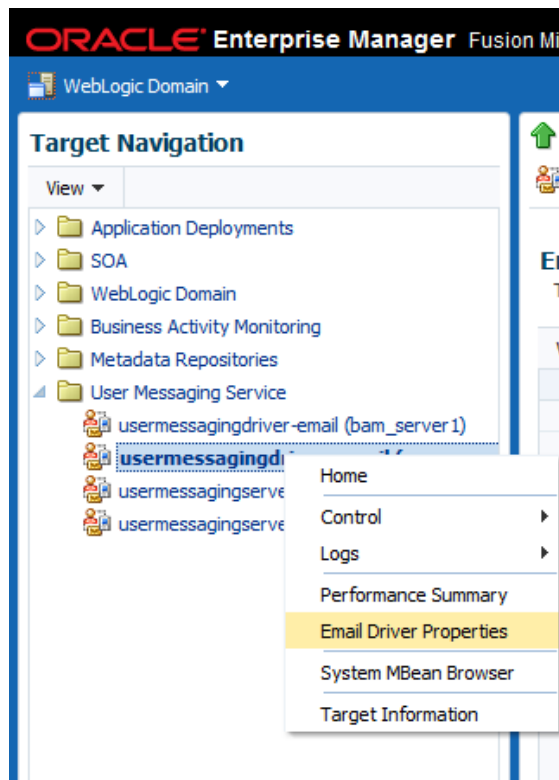 ORACLE Enterprise Manager Fusion Mi
WebLogic Domain
Target Navigation
View
Application Deployments
SOA
WebLogic Domain
Business Activity Monitoring
Metadata Repositories
User Messaging Service
usermessagingdriver-email (bam_server1)
usermessagingd
usermessagingserve
usermessagingserve
Home
Control
Logs
Performance Summary
Email Driver Properties
System MBean Browser
Target Information